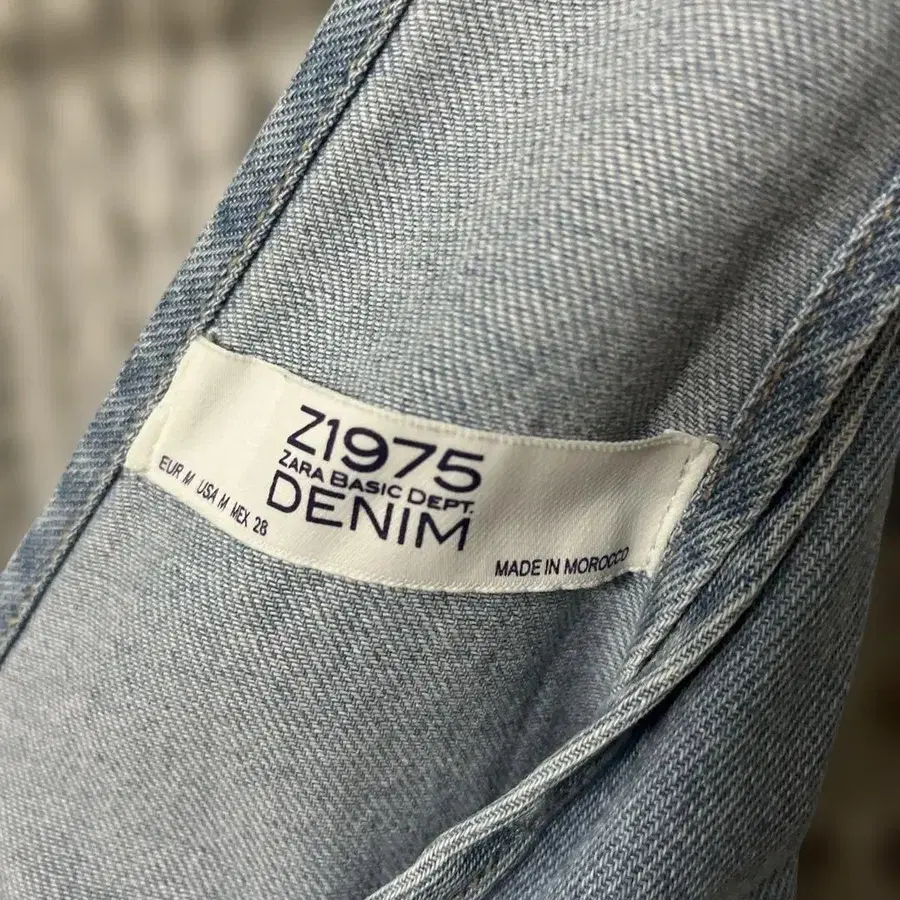 Z1975
ZARA BASIC DEPT.
DENIM
EUR M USA M MEX 28
MADE IN MOROCCO